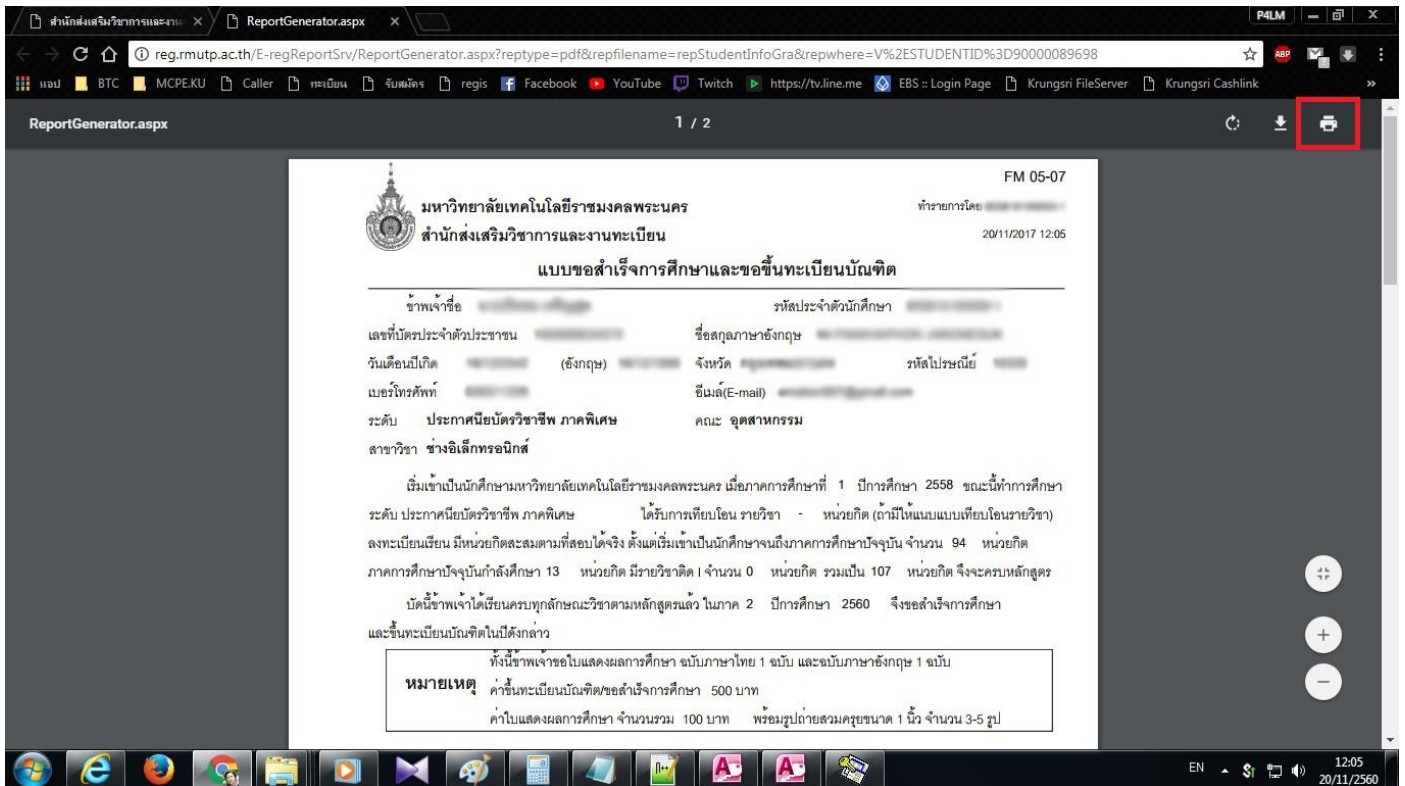 สำนักส่งเสริมวิชาการและงาน
ReportGenerator.aspx
P4LM
reg.rmutp.ac.th/E-regReportSrv/ReportGenerator.aspx?reptype=pdf&repfilename=repStudentInfoGra&repwhere=V%2ESTUDENTID%3D90000089698
ABP
แอป BTC MCPE.KU Caller ทะเบียน รับสมัคร regis Facebook YouTube Twitch https://tv.line.me EBS :: Login Page Krungsri FileServer Krungsri Cashlink »
ReportGenerator.aspx 1 / 2
FM 05-07
มหาวิทยาลัยเทคโนโลยีราชมงคลพระนคร ทำรายการโดย
สำนักส่งเสริมวิชาการและงานทะเบียน 20/11/2017 12:05
แบบขอสำเร็จการศึกษาและขอขึ้นทะเบียนบัณฑิต
ข้าพเจ้าชื่อ รหัสประจำตัวนักศึกษา
เลขที่บัตรประจำตัวประชาชน ชื่อสกุลภาษาอังกฤษ
วันเดือนปีเกิด (อังกฤษ) จังหวัด รหัสไปรษณีย์
เบอร์โทรศัพท์ อีเมล์(E-mail)
ระดับ ประกาศนียบัตรวิชาชีพ ภาคพิเศษ คณะ อุตสาหกรรม
สาขาวิชา ช่างอิเล็กทรอนิกส์
เริ่มเข้าเป็นนักศึกษามหาวิทยาลัยเทคโนโลยีราชมงคลพระนคร เมื่อภาคการศึกษาที่ 1 ปีการศึกษา 2558 ขณะนี้ทำการศึกษา
ระดับ ประกาศนียบัตรวิชาชีพ ภาคพิเศษ ได้รับการเทียบโอน รายวิชา - หน่วยกิต (ถ้ามีให้แนบแบบเทียบโอนรายวิชา)
ลงทะเบียนเรียน มีหน่วยกิตสะสมตามที่สอบได้จริง ตั้งแต่เริ่มเข้าเป็นนักศึกษาจนถึงภาคการศึกษาปัจจุบัน จำนวน 94 หน่วยกิต
ภาคการศึกษาปัจจุบันกำลังศึกษา 13 หน่วยกิต มีรายวิชาติด I จำนวน 0 หน่วยกิต รวมเป็น 107 หน่วยกิต จึงจะครบหลักสูตร
บัดนี้ข้าพเจ้าได้เรียนครบทุกลักษณะวิชาตามหลักสูตรแล้ว ในภาค 2 ปีการศึกษา 2560 จึงขอสำเร็จการศึกษา
และขึ้นทะเบียนบัณฑิตในปีดังกล่าว
ทั้งนี้ข้าพเจ้าขอใบแสดงผลการศึกษา ฉบับภาษาไทย 1 ฉบับ และฉบับภาษาอังกฤษ 1 ฉบับ
หมายเหตุ ค่าขึ้นทะเบียนบัณฑิต/ขอสำเร็จการศึกษา 500 บาท
ค่าใบแสดงผลการศึกษา จำนวนรวม 100 บาท พร้อมรูปถ่ายสวมครุยขนาด 1 นิ้ว จำนวน 3-5 รูป
EN 12:05
20/11/2560